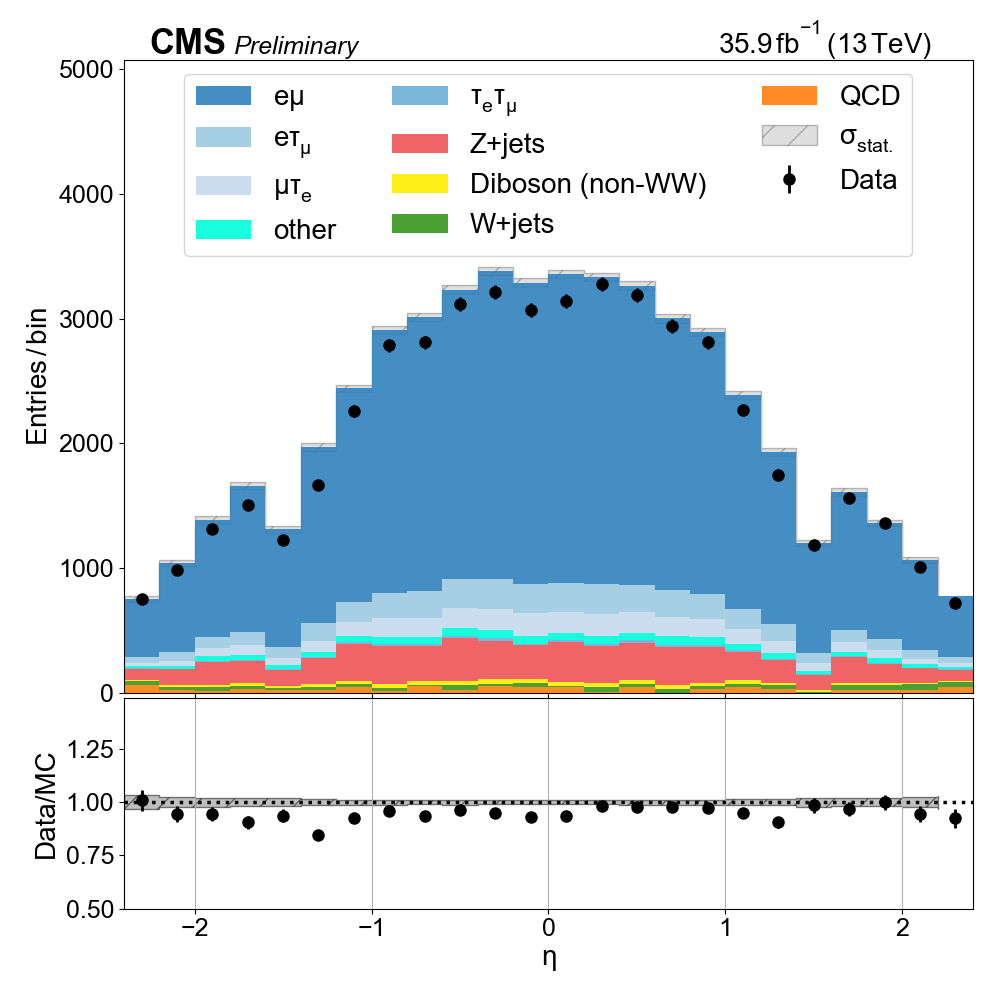 CMS Preliminary 35.9 fb⁻¹ (13 TeV)
eμ
eτμ
μτe
other
τeτμ
Z+jets
Diboson (non-WW)
W+jets
QCD
σstat.
Data
Entries / bin
5000
4000
3000
2000
1000
0
Data/MC
1.25
1.00
0.75
0.50
−2 −1 0 1 2
η